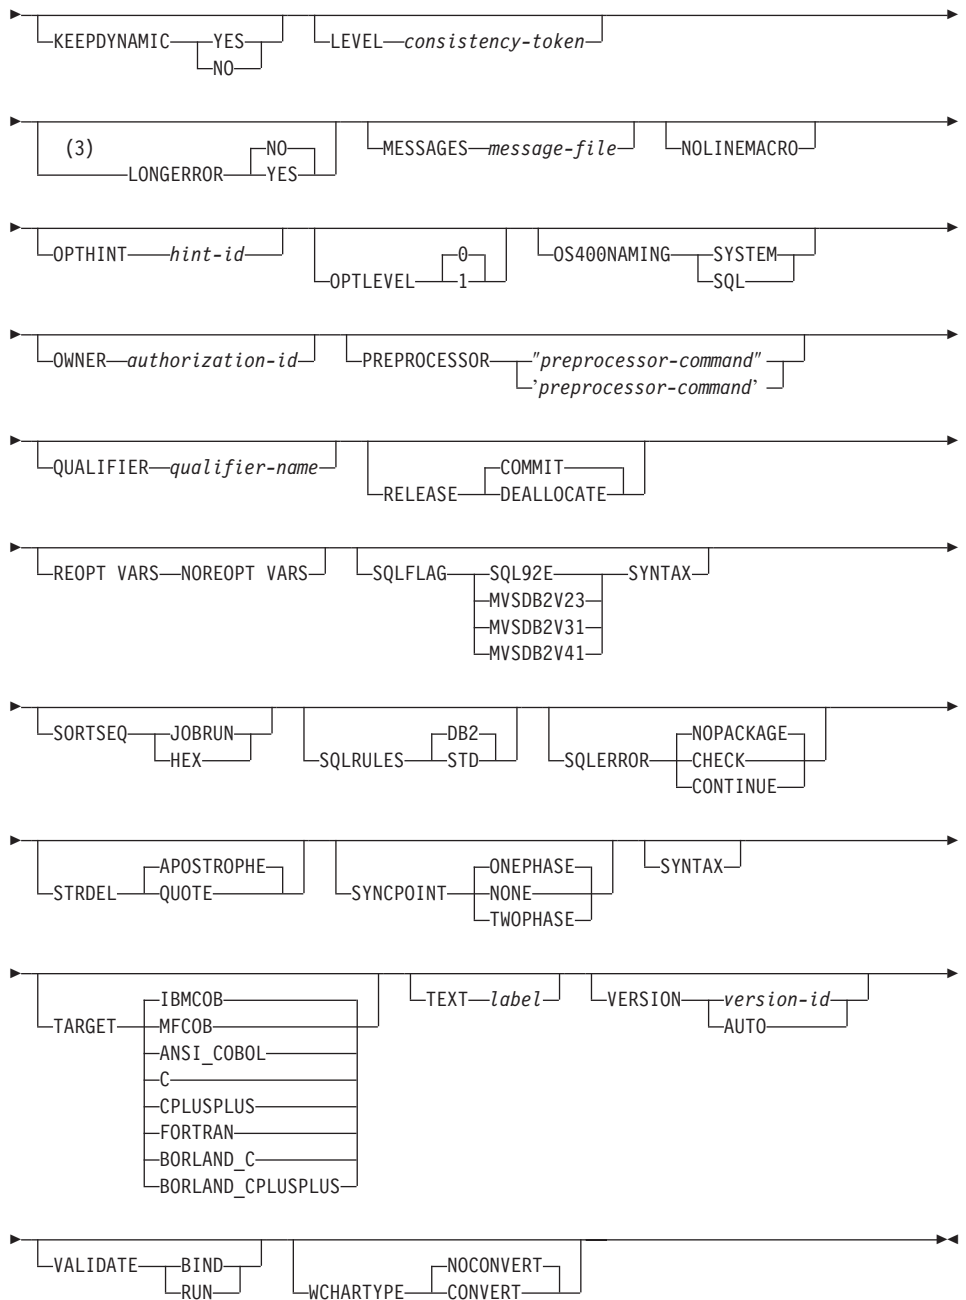 KEEPDYNAMIC YES LEVEL consistency-token
NO
(3) NO MESSAGES message-file NOLINEMACRO
LONGERROR YES
OPTHINT hint-id 0 OS400NAMING SYSTEM
OPTLEVEL 1 SQL
OWNER authorization-id PREPROCESSOR "preprocessor-command"
'preprocessor-command'
QUALIFIER qualifier-name COMMIT
RELEASE DEALLOCATE
REOPT VARS NOREOPT VARS SQLFLAG SQL92E SYNTAX
MVSDB2V23
MVSDB2V31
MVSDB2V41
SORTSEQ JOBRUN DB2 NOPACKAGE
HEX SQLRULES STD SQLERROR CHECK
CONTINUE
APOSTROPHE ONEPHASE SYNTAX
STRDEL QUOTE SYNCPOINT NONE
TWOPHASE
IBMCOB TEXT label VERSION version-id
TARGET MFCOB AUTO
ANSI_COBOL
C
CPLUSPLUS
FORTRAN
BORLAND_C
BORLAND_CPLUSPLUS
VALIDATE BIND NOCONVERT
RUN WCHARTYPE CONVERT